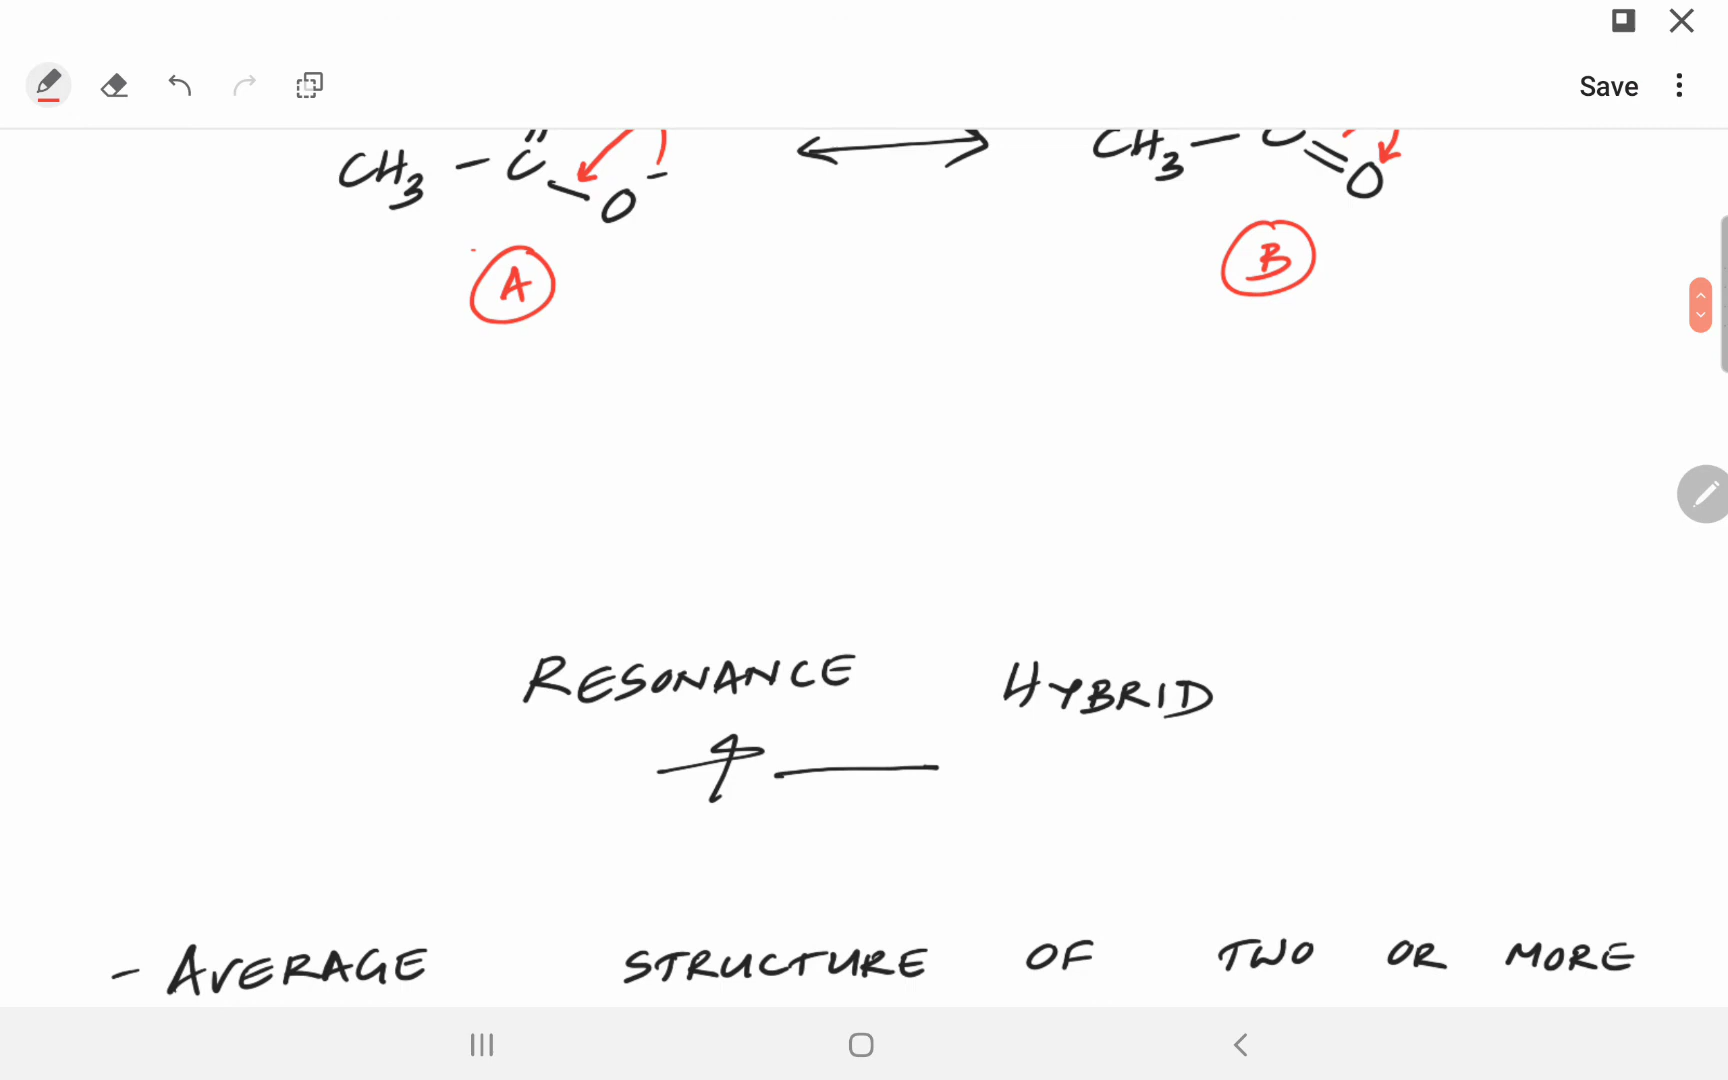 Save
CH₃ - C - O⁻ ⟷ CH₃ - C = O
A B
RESONANCE HYBRID
- AVERAGE STRUCTURE OF TWO OR MORE